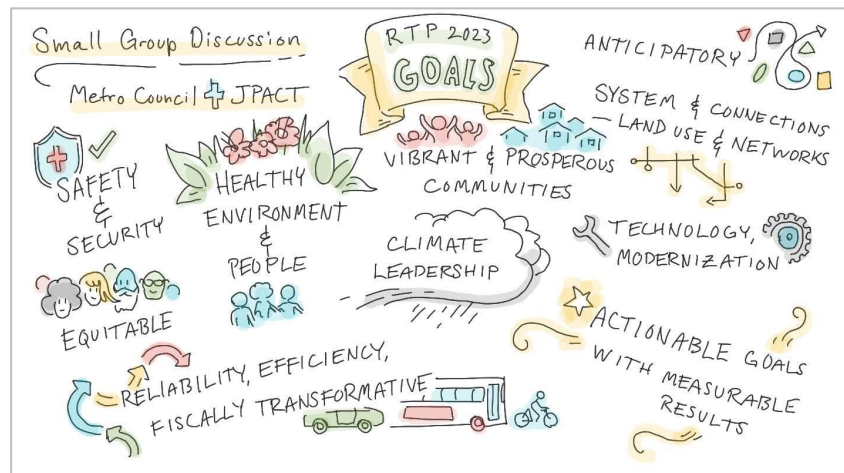 Small Group Discussion
Metro Council + JPACT
RTP 2023
GOALS
ANTICIPATORY
SYSTEM & CONNECTIONS
— LAND USE & NETWORKS
SAFETY
&
SECURITY
HEALTHY
ENVIRONMENT
&
PEOPLE
VIBRANT & PROSPEROUS
COMMUNITIES
CLIMATE
LEADERSHIP
TECHNOLOGY,
MODERNIZATION
EQUITABLE
ACTIONABLE GOALS
WITH MEASURABLE
RESULTS
RELIABILITY, EFFICIENCY,
FISCALLY TRANSFORMATIVE